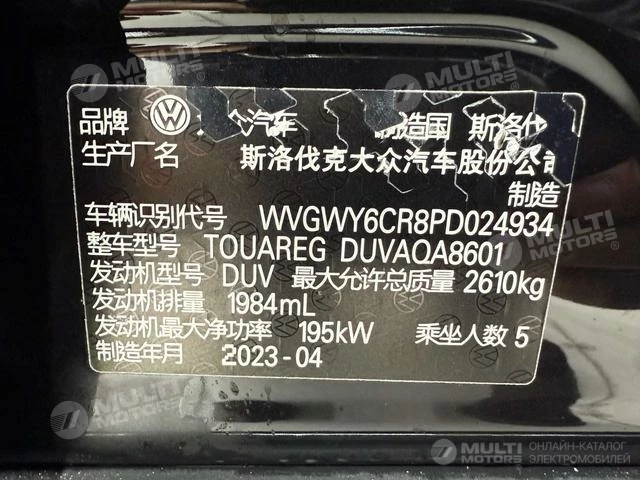 MULTI MOTORS
品牌 大众汽车 制造国 斯洛伐
生产厂名 斯洛伐克大众汽车股份公司
制造
车辆识别代号 WVGWY6CR8PD024934
整车型号 TOUAREG DUVAQA8601
发动机型号 DUV 最大允许总质量 2610kg
发动机排量 1984mL
发动机最大净功率 195kW 乘坐人数 5
制造年月 2023-04
MULTI MOTORS
ОНЛАЙН-КАТАЛОГ
ЭЛЕКТРОМОБИЛЕЙ